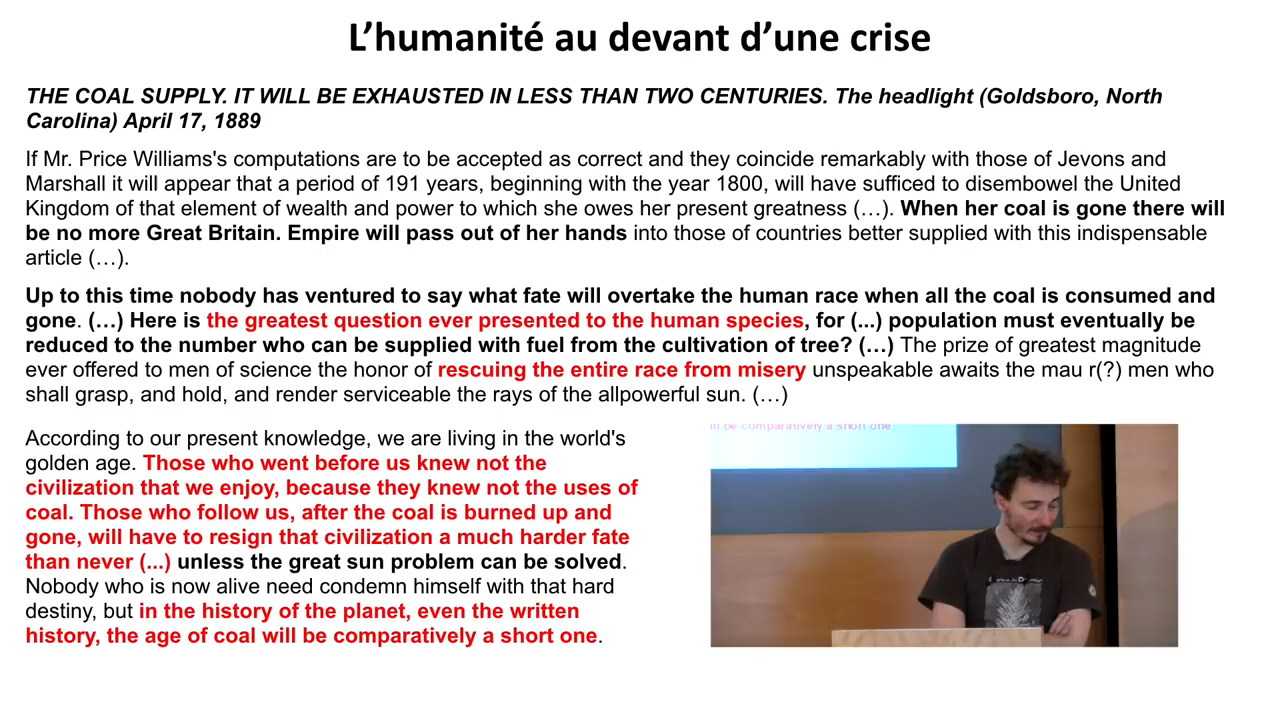 L’humanité au devant d’une crise
THE COAL SUPPLY. IT WILL BE EXHAUSTED IN LESS THAN TWO CENTURIES. The headlight (Goldsboro, North
Carolina) April 17, 1889
If Mr. Price Williams's computations are to be accepted as correct and they coincide remarkably with those of Jevons and
Marshall it will appear that a period of 191 years, beginning with the year 1800, will have sufficed to disembowel the United
Kingdom of that element of wealth and power to which she owes her present greatness (…). When her coal is gone there will
be no more Great Britain. Empire will pass out of her hands into those of countries better supplied with this indispensable
article (…).
Up to this time nobody has ventured to say what fate will overtake the human race when all the coal is consumed and
gone. (…) Here is the greatest question ever presented to the human species, for (...) population must eventually be
reduced to the number who can be supplied with fuel from the cultivation of tree? (…) The prize of greatest magnitude
ever offered to men of science the honor of rescuing the entire race from misery unspeakable awaits the mau r(?) men who
shall grasp, and hold, and render serviceable the rays of the allpowerful sun. (…)
According to our present knowledge, we are living in the world's
golden age. Those who went before us knew not the
civilization that we enjoy, because they knew not the uses of
coal. Those who follow us, after the coal is burned up and
gone, will have to resign that civilization a much harder fate
than never (...) unless the great sun problem can be solved.
Nobody who is now alive need condemn himself with that hard
destiny, but in the history of the planet, even the written
history, the age of coal will be comparatively a short one.
be comparatively a short one